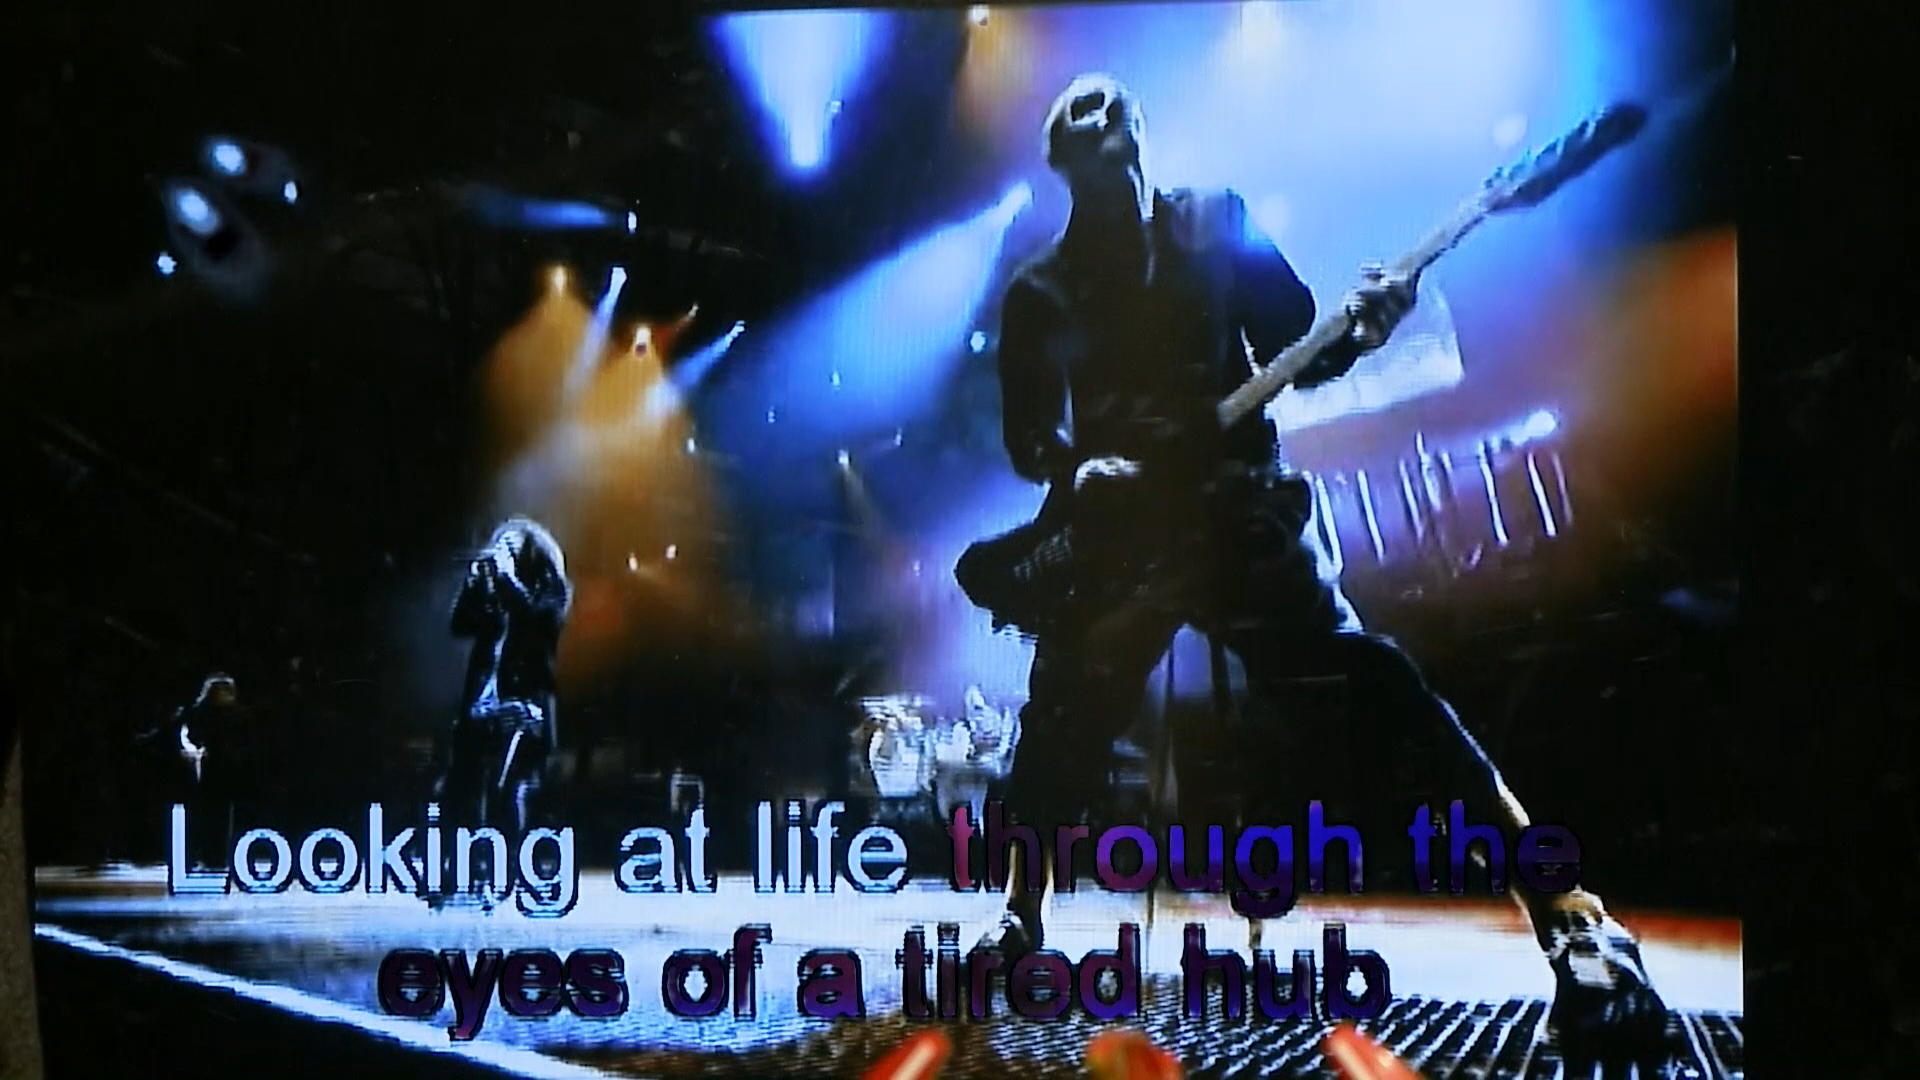 Looking at life through the
eyes of a tired hub